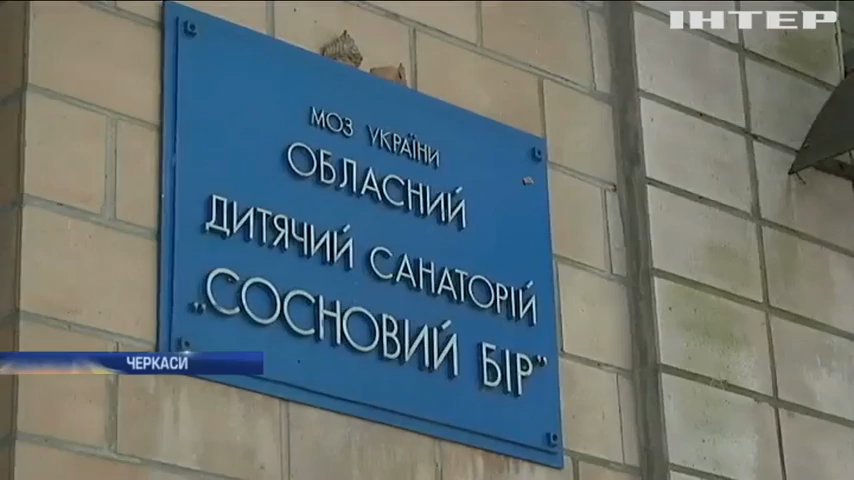 ІНТЕР
МОЗ УКРАЇНИ
ОБЛАСНИЙ
ДИТЯЧИЙ САНАТОРІЙ
„СОСНОВИЙ БІР”
ЧЕРКАСИ